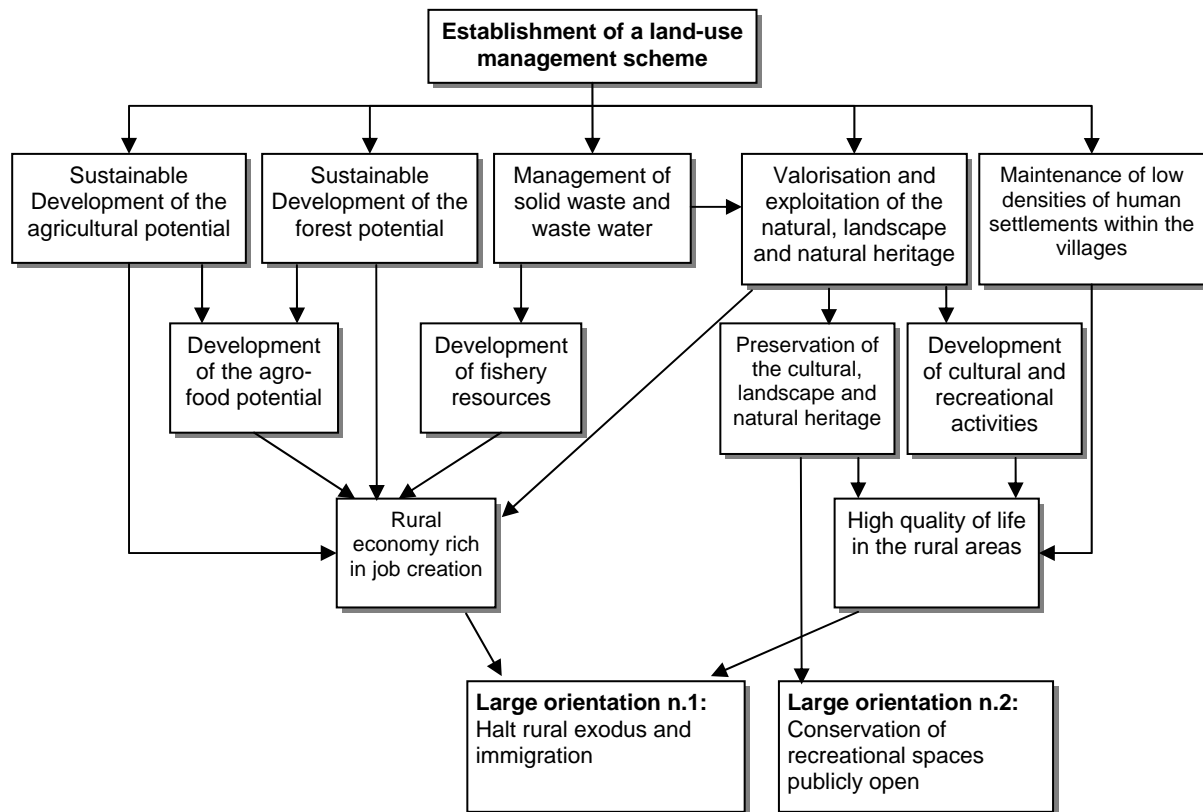 Establishment of a land-use
management scheme
Sustainable
Development of the
agricultural potential
Sustainable
Development of the
forest potential
Management of
solid waste and
waste water
Valorisation and
exploitation of the
natural, landscape
and natural heritage
Maintenance of low
densities of human
settlements within the
villages
Development
of the agro-
food potential
Development
of fishery
resources
Preservation of
the cultural,
landscape and
natural heritage
Development
of cultural and
recreational
activities
Rural
economy rich
in job creation
High quality of life
in the rural areas
Large orientation n.1:
Halt rural exodus and
immigration
Large orientation n.2:
Conservation of
recreational spaces
publicly open